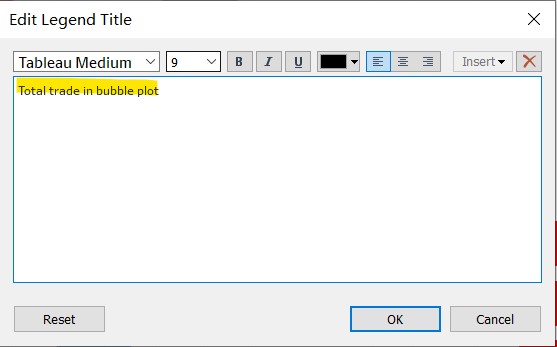 Edit Legend Title
Tableau Medium 9 B I U Insert
Total trade in bubble plot
Reset OK Cancel